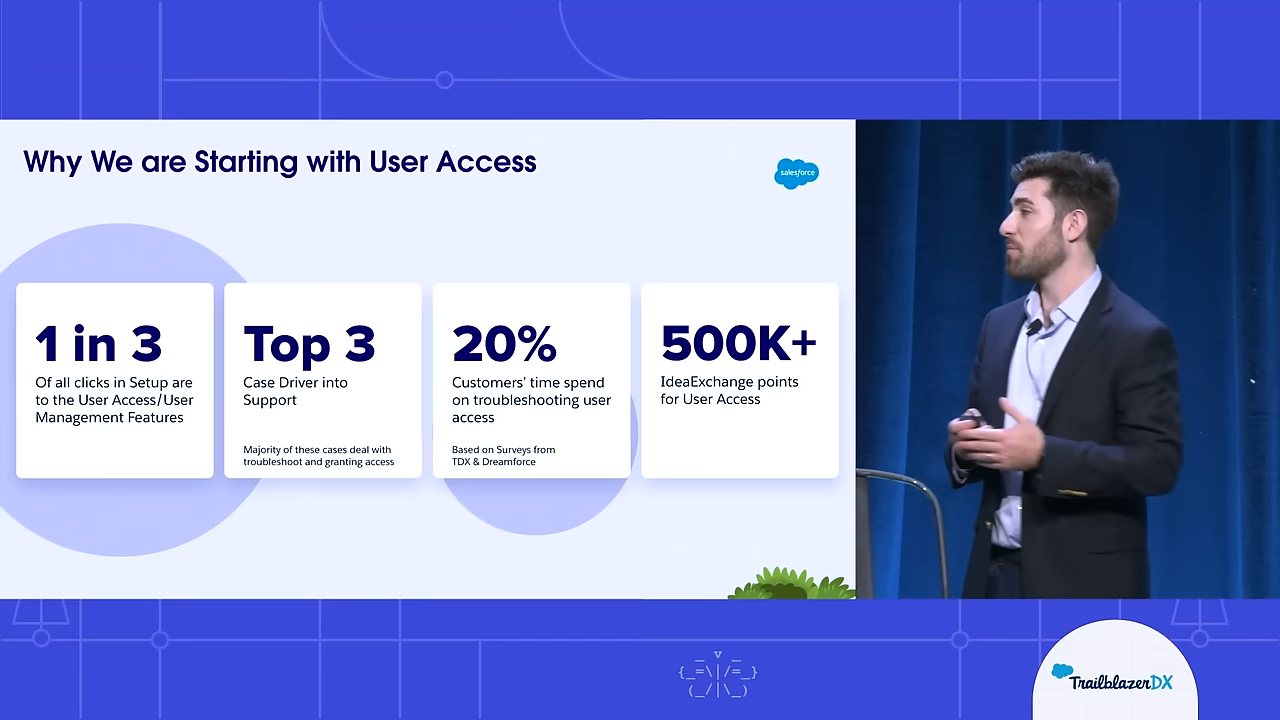 Why We are Starting with User Access
salesforce
1 in 3
Of all clicks in Setup are
to the User Access/User
Management Features
Top 3
Case Driver into
Support
Majority of these cases deal with
troubleshoot and granting access
20%
Customers' time spend
on troubleshooting user
access
Based on Surveys from
TDX & Dreamforce
500K+
IdeaExchange points
for User Access
TrailblazerDX